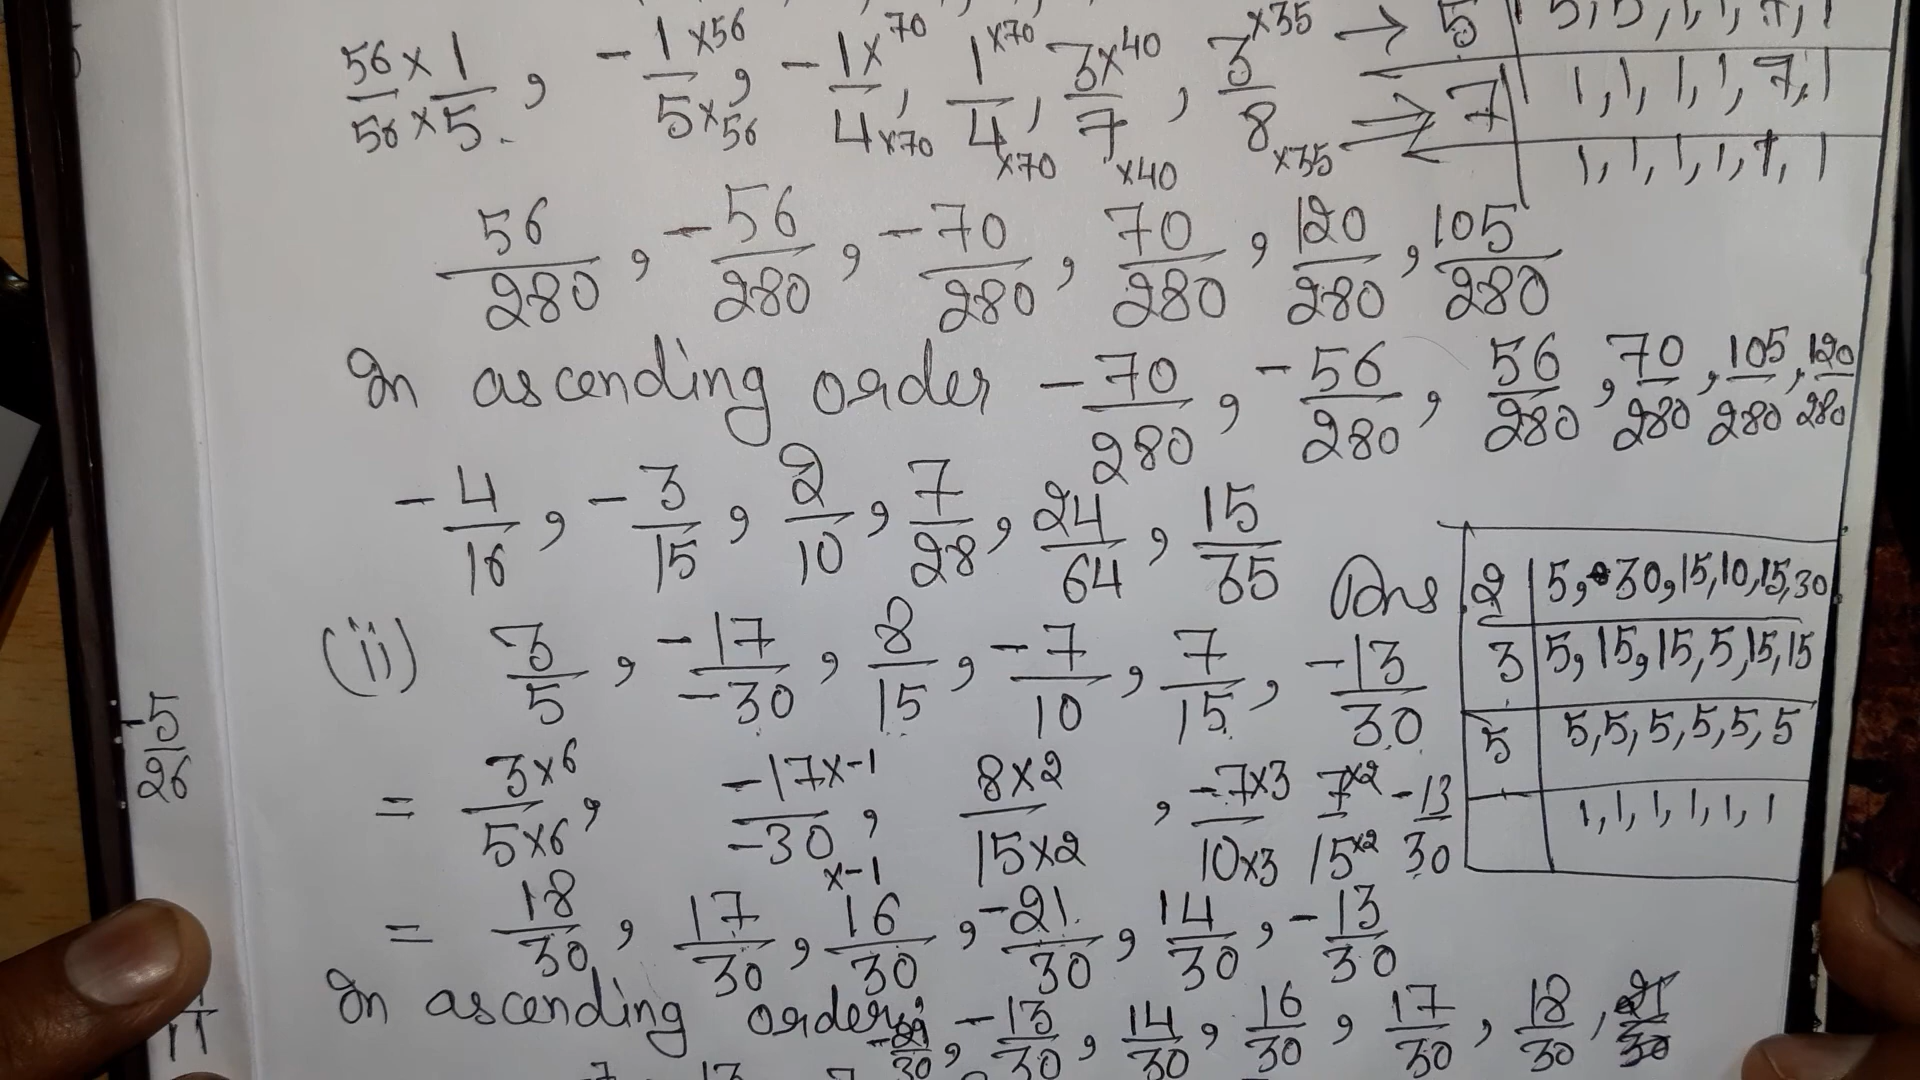 56 × 1 / 56 × 5 , - 1 × 56 / 5 × 56 , - 1 × 70 / 4 × 70 , 1 × 70 / 4 × 70 , 3 × 40 / 7 × 40 , 3 × 35 / 8 × 35 → 5 | 5, 5, 1, 1, 7, 1
⇒ 7 | 1, 1, 1, 1, 7, 1
1, 1, 1, 1, 1, 1
56/280 , -56/280 , -70/280 , 70/280 , 120/280 , 105/280
In ascending order -70/280 , -56/280 , 56/280 , 70/280 , 105/280 , 120/280
-4/16 , -3/15 , 2/10 , 7/28 , 24/64 , 15/35 Ans
(ii) 3/5 , -17/-30 , 8/15 , -7/10 , 7/15 , -13/30
2 | 5, 30, 15, 10, 15, 30
3 | 5, 15, 15, 5, 15, 15
5 | 5, 5, 5, 5, 5, 5
1, 1, 1, 1, 1, 1
= 3×6 / 5×6 , -17×-1 / -30×-1 , 8×2 / 15×2 , -7×3 / 10×3 7×2 / 15×2 -13/30
= 18/30 , 17/30 , 16/30 , -21/30 , 14/30 , -13/30
In ascending order, -21/30 , -13/30 , 14/30 , 16/30 , 17/30 , 18/30 ,
-5/26